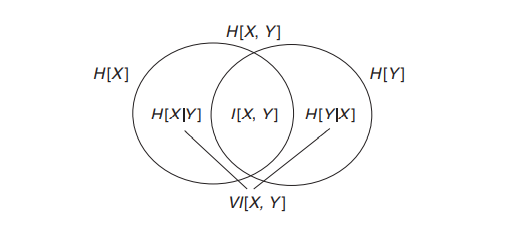 H[X, Y]
H[X]
H[Y]
H[X|Y]
I[X, Y]
H[Y|X]
VI[X, Y]